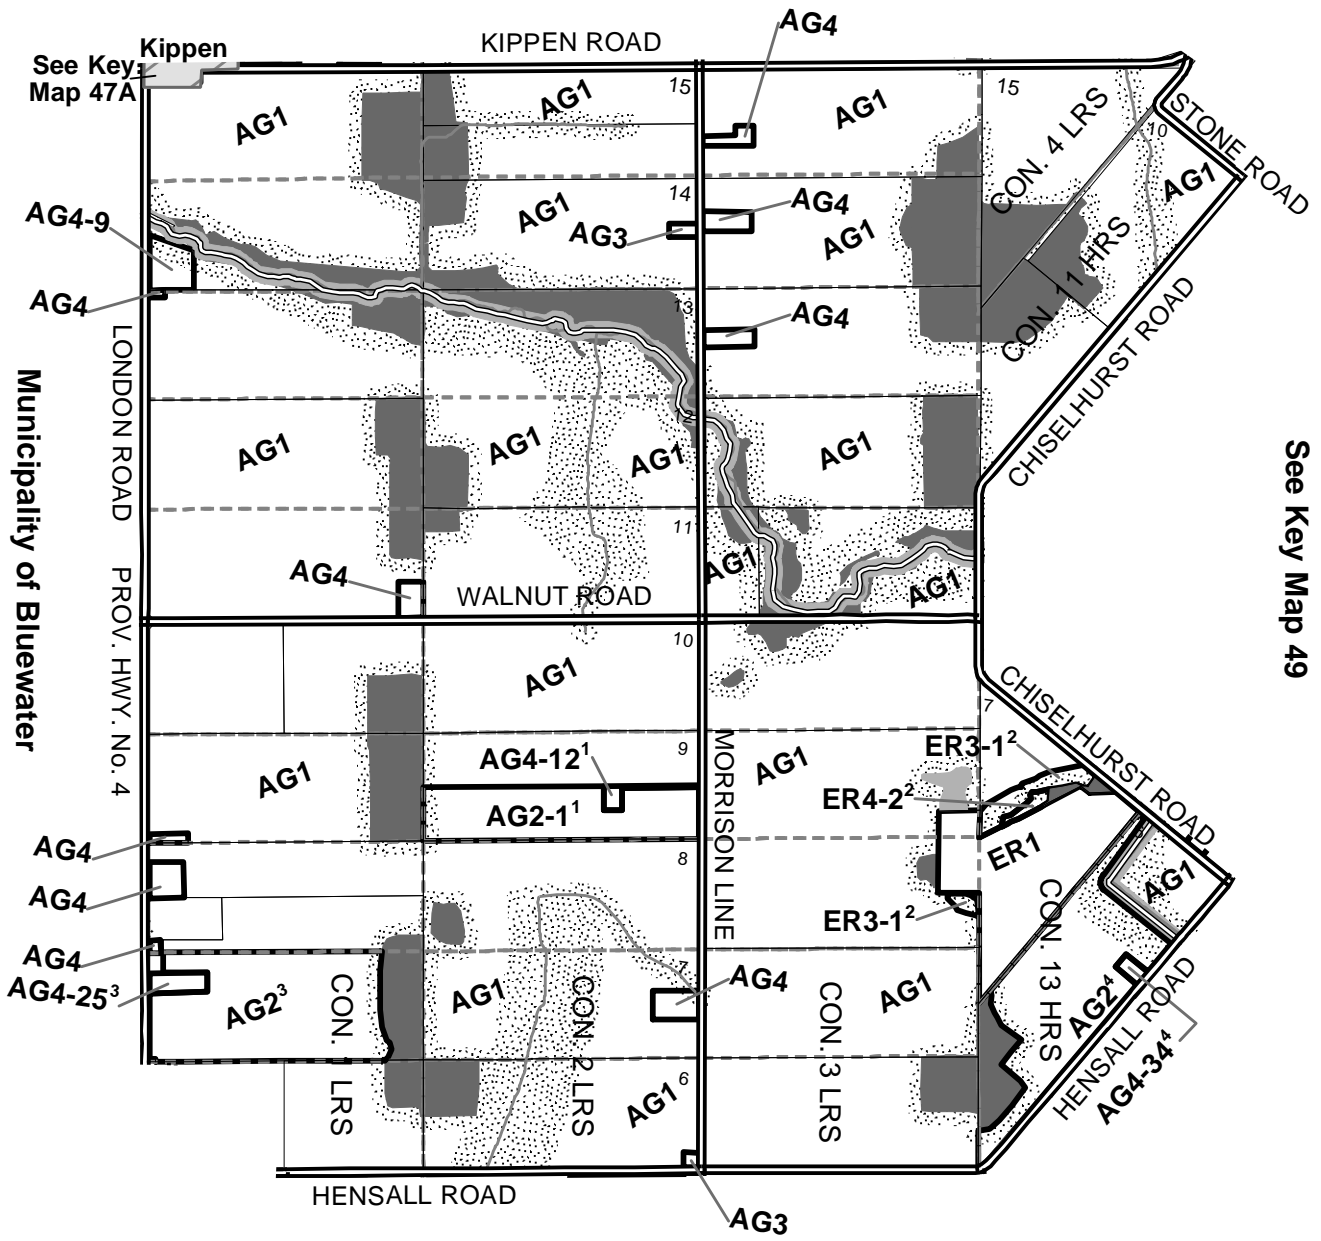 AG4
KIPPEN ROAD
Kippen
See Key
Map 47A
15
15
AG1
AG1
AG1
CON. 4 LRS
10
STONE ROAD
AG1
14
AG4-9
AG1
AG3
AG4
AG1
CON. 11 HRS
AG4
13
AG4
CHISELHURST ROAD
LONDON ROAD
PROV. HWY. No. 4
Municipality of Bluewater
See Key Map 49
12
AG1
AG1
AG1
AG1
11
AG1
AG1
AG4
WALNUT ROAD
10
AG1
7
CHISELHURST ROAD
9
MORRISON LINE
AG4-12¹
AG1
ER3-1²
AG1
AG2-1¹
ER4-2²
8
ER1
AG4
AG4
AG1
CON. 13 HRS
ER3-1²
AG4
AG4-25³
AG2³
CON. 1 LRS
AG1
CON. 2 LRS
7
AG4
CON. 3 LRS
AG1
AG2⁴
HENSALL ROAD
AG4-34⁴
AG1
6
HENSALL ROAD
AG3